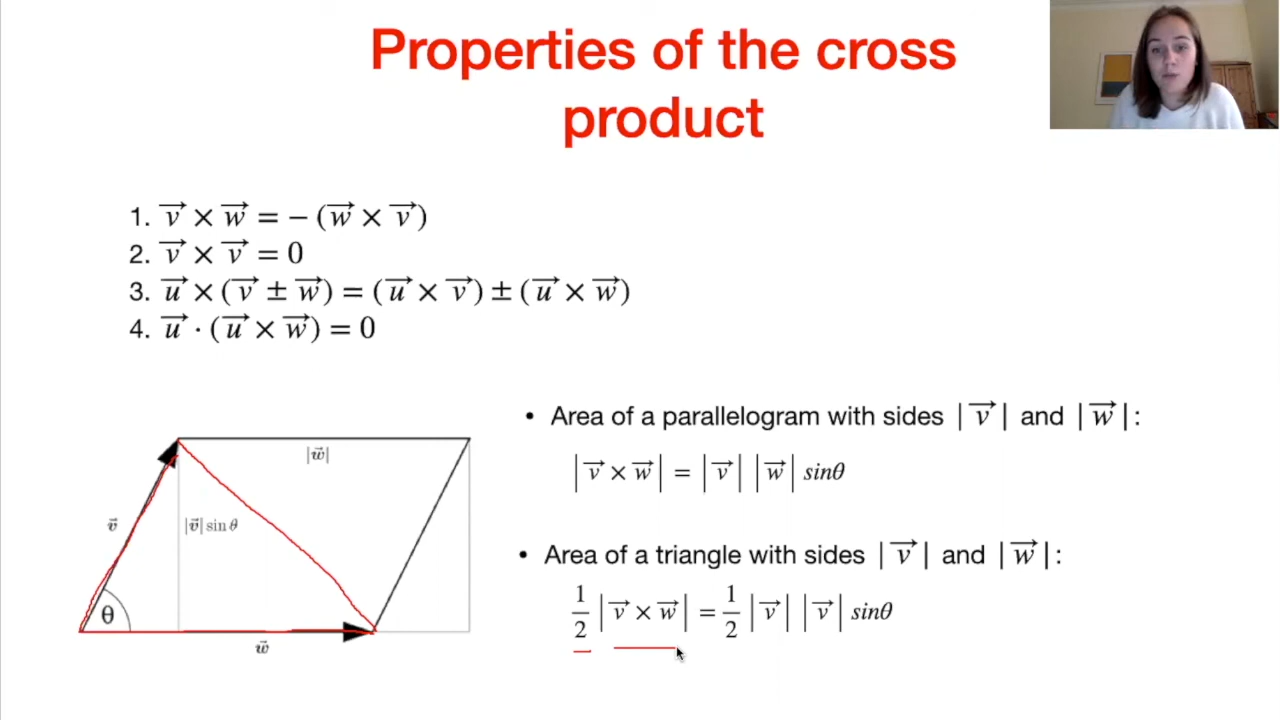 Properties of the cross
product
1. v⃗ × w⃗ = − (w⃗ × v⃗)
2. v⃗ × v⃗ = 0
3. u⃗ × (v⃗ ± w⃗) = (u⃗ × v⃗) ± (u⃗ × w⃗)
4. u⃗ · (u⃗ × w⃗) = 0
• Area of a parallelogram with sides |v⃗| and |w⃗|:
|v⃗ × w⃗| = |v⃗| |w⃗| sinθ
• Area of a triangle with sides |v⃗| and |w⃗|:
1/2 |v⃗ × w⃗| = 1/2 |v⃗| |v⃗| sinθ
|w⃗|
v⃗
|v⃗| sin θ
θ
w⃗